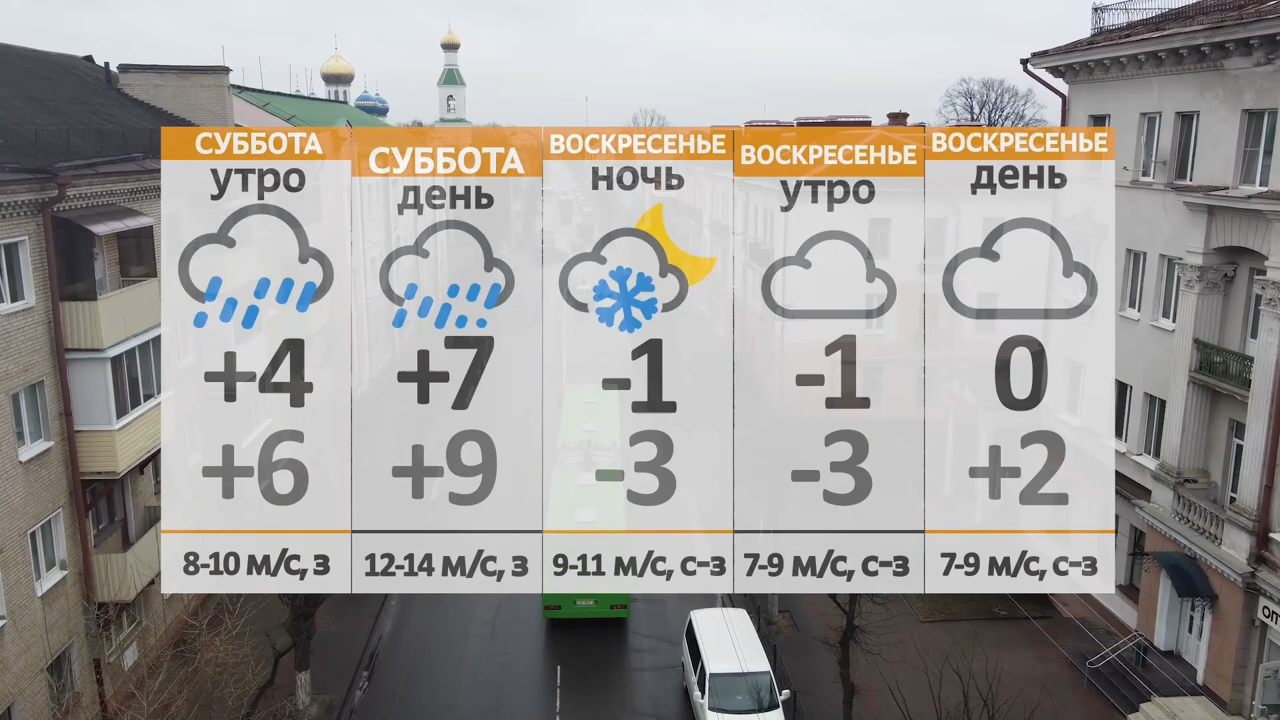 СУББОТА
утро
+4
+6
8-10 м/с, з
СУББОТА
день
+7
+9
12-14 м/с, з
ВОСКРЕСЕНЬЕ
ночь
-1
-3
9-11 м/с, с-з
ВОСКРЕСЕНЬЕ
утро
-1
-3
7-9 м/с, с-з
ВОСКРЕСЕНЬЕ
день
0
+2
7-9 м/с, с-з